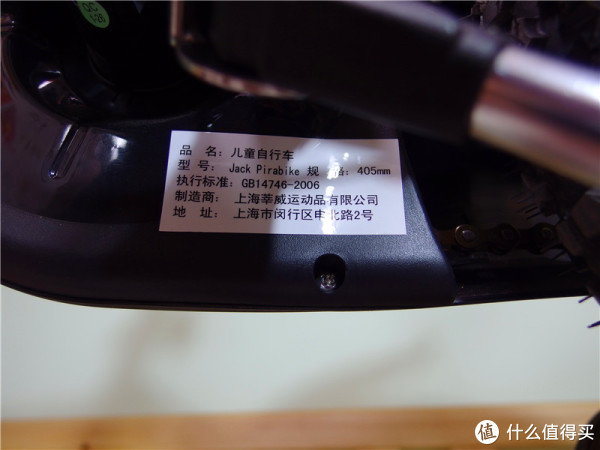 QC
品 名：儿童自行车
型 号： Jack Pirabike 规 格：405mm
执行标准：GB14746-2006
制造商： 上海莘威运动品有限公司
地 址： 上海市闵行区申北路2号
值 什么值得买